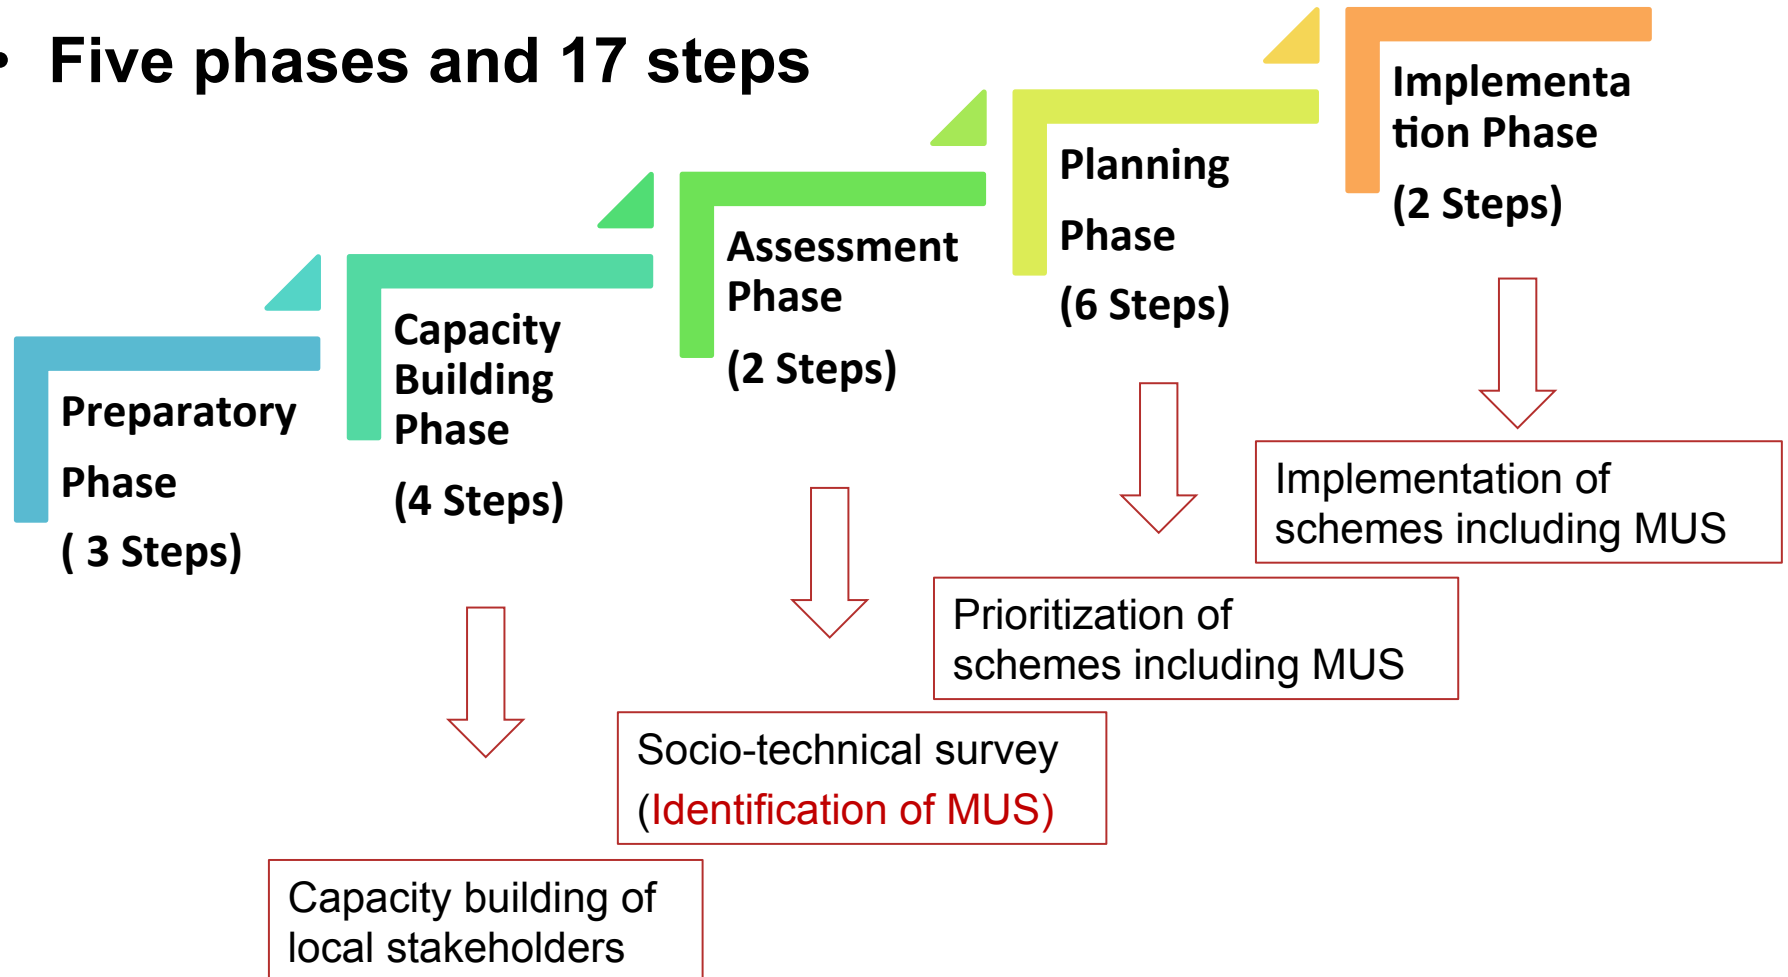 • Five phases and 17 steps
Preparatory
Phase
( 3 Steps)
Capacity
Building
Phase
(4 Steps)
Assessment
Phase
(2 Steps)
Planning
Phase
(6 Steps)
Implementa
tion Phase
(2 Steps)
Implementation of
schemes including MUS
Prioritization of
schemes including MUS
Socio-technical survey
(Identification of MUS)
Capacity building of
local stakeholders